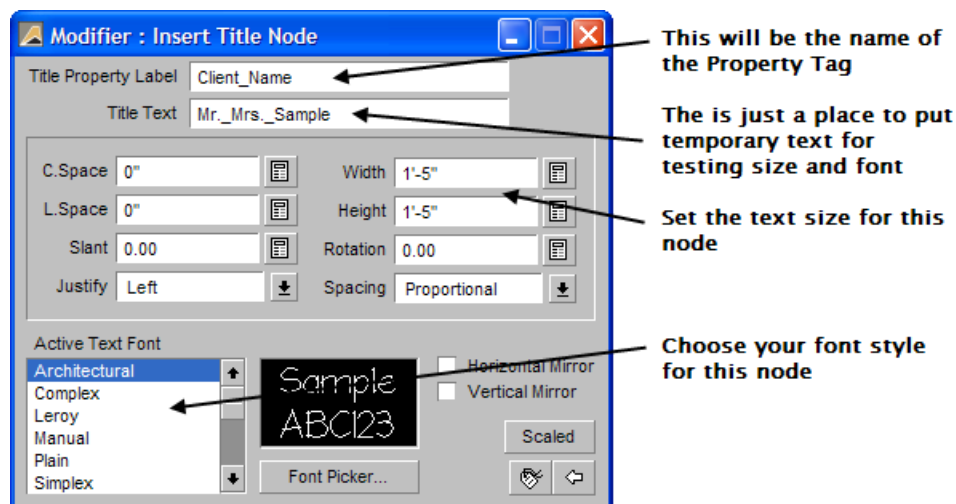 Modifier : Insert Title Node
Title Property Label Client_Name
Title Text Mr._Mrs._Sample
C.Space 0" Width 1'-5"
L.Space 0" Height 1'-5"
Slant 0.00 Rotation 0.00
Justify Left Spacing Proportional
Active Text Font
Architectural
Complex
Leroy
Manual
Plain
Simplex
Sample
ABC123
Font Picker...
Horizontal Mirror
Vertical Mirror
Scaled
This will be the name of
the Property Tag
The is just a place to put
temporary text for
testing size and font
Set the text size for this
node
Choose your font style
for this node